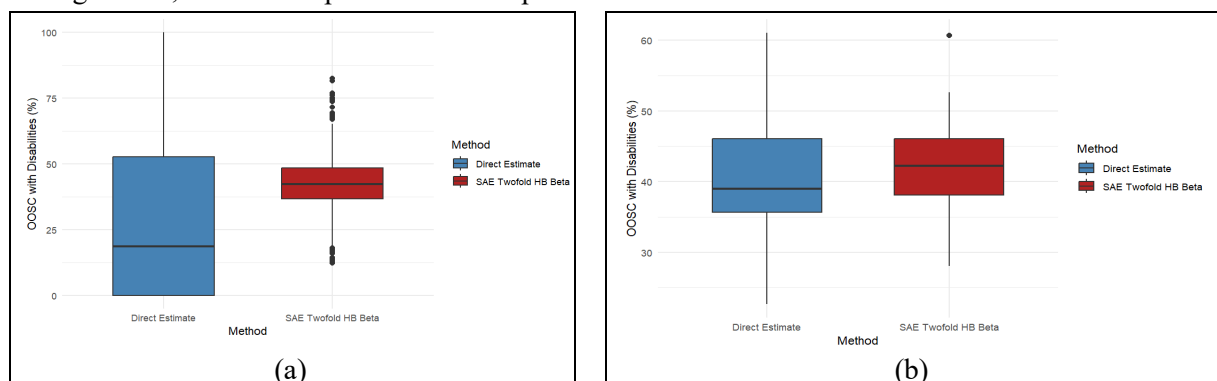 OOSC with Disabilities (%)
100
75
50
25
0
Direct Estimate
SAE Twofold HB Beta
Method
Method
Direct Estimate
SAE Twofold HB Beta
(a)
OOSC with Disabilities (%)
60
50
40
30
Direct Estimate
SAE Twofold HB Beta
Method
Method
Direct Estimate
SAE Twofold HB Beta
(b)